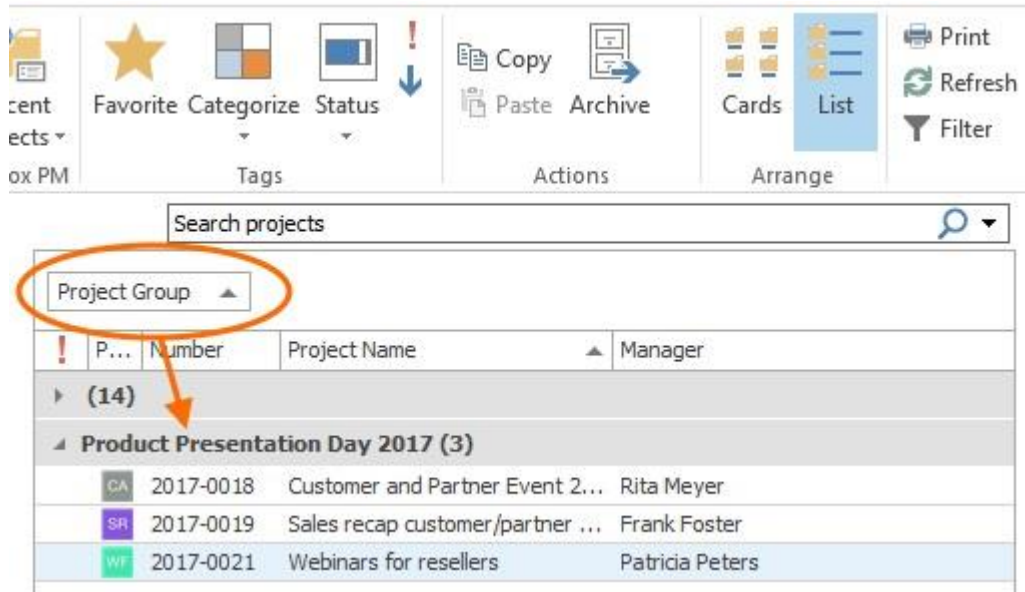 Print
Copy
Refresh
cent Favorite Categorize Status Paste Archive Cards List
ects Filter
ox PM Tags Actions Arrange
Search projects
Project Group
! P... Number Project Name Manager
(14)
Product Presentation Day 2017 (3)
CA 2017-0018 Customer and Partner Event 2... Rita Meyer
SR 2017-0019 Sales recap customer/partner ... Frank Foster
WF 2017-0021 Webinars for resellers Patricia Peters